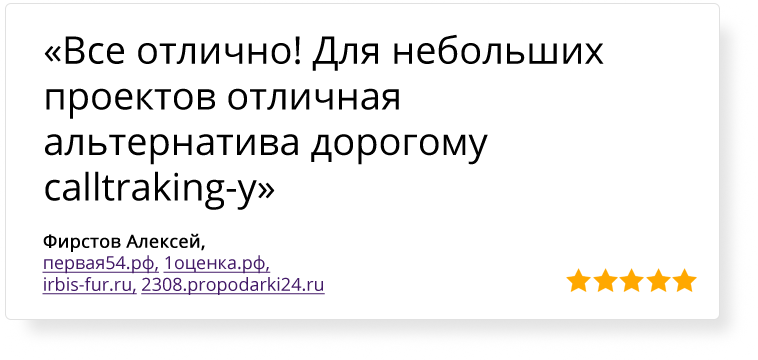 «Все отлично! Для небольших
проектов отличная
альтернатива дорогому
calltraking-у»
Фирстов Алексей,
первая54.рф, 1оценка.рф,
irbis-fur.ru, 2308.propodarki24.ru